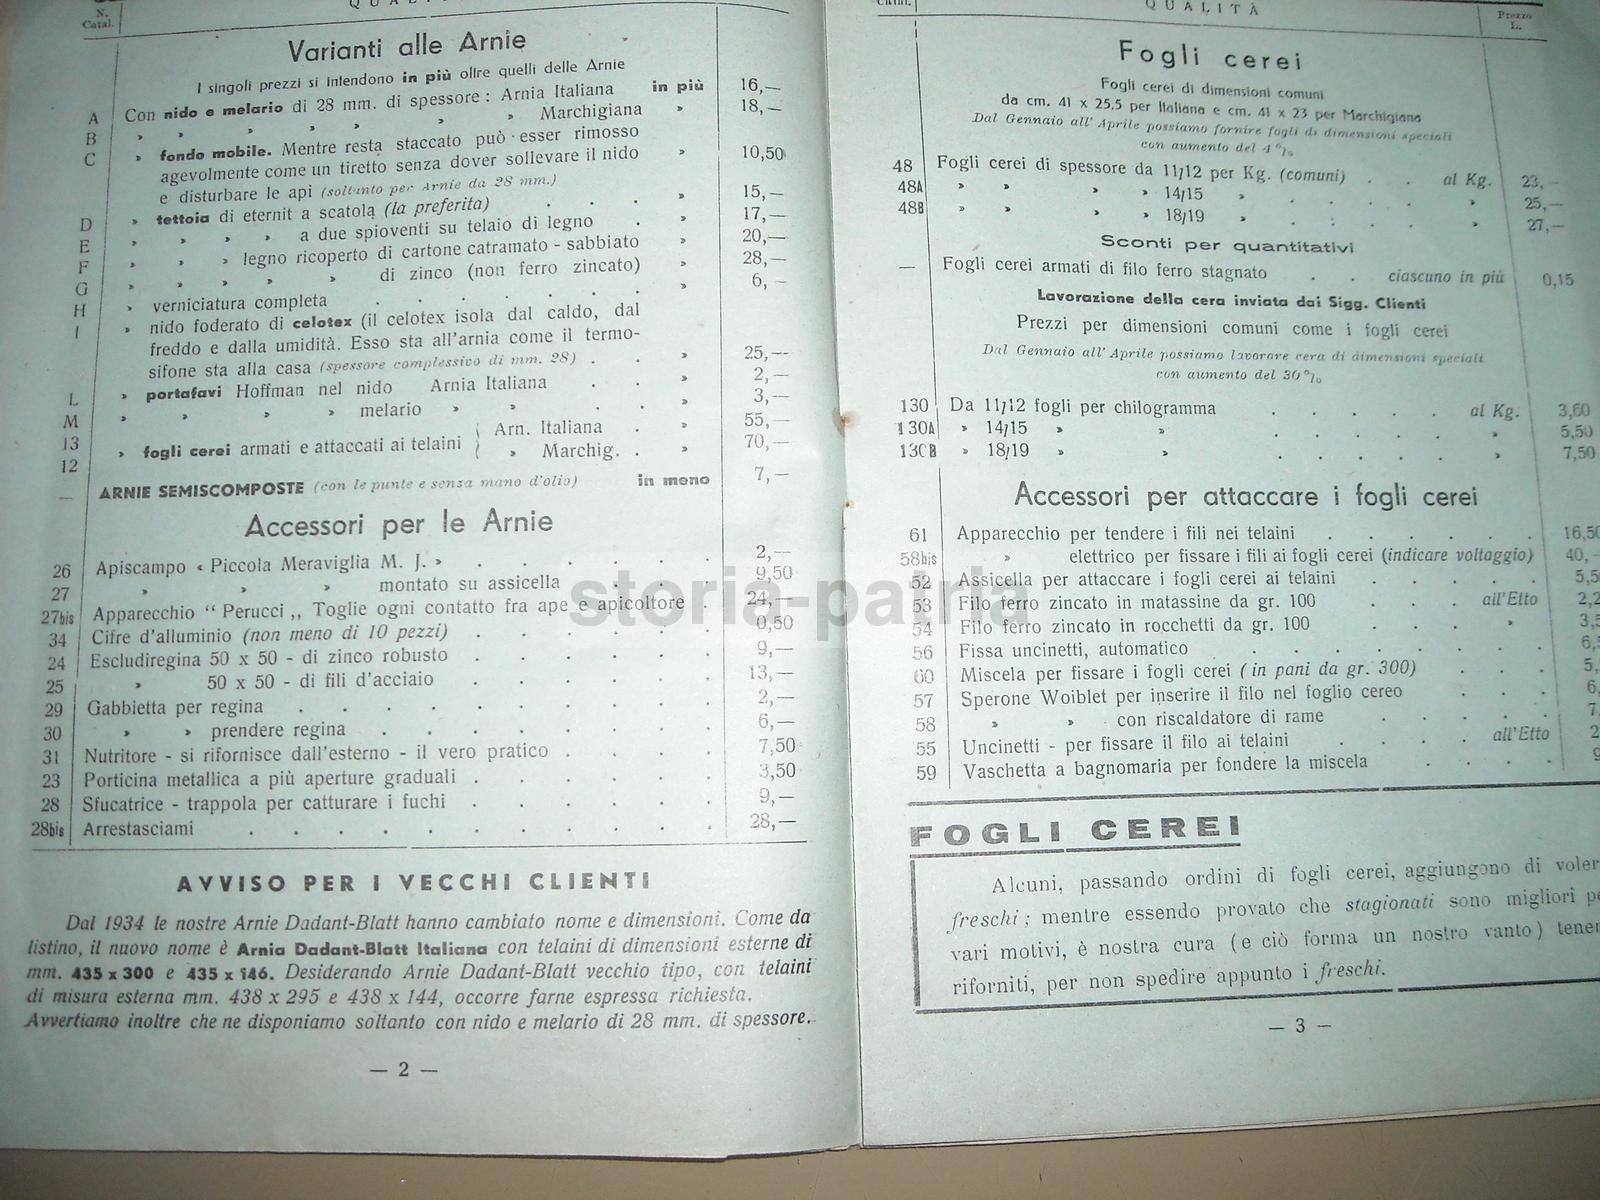 N.
Catal.
Varianti alle Arnie
I singoli prezzi si intendono in più oltre quelli delle Arnie
A Con nido e melario di 28 mm. di spessore : Arnia Italiana in più 16,—
B » » » » » » Marchigiana » 18,—
C » fondo mobile. Mentre resta staccato può esser rimosso
agevolmente come un tiretto senza dover sollevare il nido
e disturbare le api (soltanto per Arnie da 28 mm.) » 10,50
D » tettoia di eternit a scatola (la preferita) . . . » 15,—
E » » » » a due spioventi su telaio di legno . » 17,—
F » » » legno ricoperto di cartone catramato - sabbiato » 20,—
G » » » » di zinco (non ferro zincato) » 28,—
H » verniciatura completa . . . . . . » 6, —
I » nido foderato di celotex (il celotex isola dal caldo, dal
freddo e dalla umidità. Esso sta all'arnia come il termo-
sifone sta alla casa (spessore complessivo di mm. 28) . » 25,—
L » portafavi Hoffman nel nido Arnia Italiana . . » 2,—
M » » » » melario » » . . » 3,—
13 » fogli cerei armati e attaccati ai telaini { Arn. Italiana . » 55,—
12 » Marchig. . » 70,—
— ARNIE SEMISCOMPOSTE (con le punte e senza mano d'olio) in meno 7,—
Accessori per le Arnie
26 Apiscampo « Piccola Meraviglia M. J. » . . . . . . 2,—
27 » » » montato su assicella . . . 9,50
27bis Apparecchio “ Perucci „ Toglie ogni contatto fra ape e apicoltore . 24,—
34 Cifre d'alluminio (non meno di 10 pezzi) . . . . . . 0,50
24 Escludiregina 50 x 50 - di zinco robusto . . . . . . 9,—
25 » 50 x 50 - di fili d'acciaio . . . . . . 13,—
29 Gabbietta per regina . . . . . . . . . 2,—
30 » » prendere regina . . . . . . . . 6,—
31 Nutritore - si rifornisce dall'esterno - il vero pratico . . . . 7,50
23 Porticina metallica a più aperture graduali . . . . . . 3,50
28 Sfucatrice - trappola per catturare i fuchi . . . . . . 9,—
28bis Arrestasciami . . . . . . . . . . . 28,—
AVVISO PER I VECCHI CLIENTI
Dal 1934 le nostre Arnie Dadant-Blatt hanno cambiato nome e dimensioni. Come da
listino, il nuovo nome è Arnia Dadant-Blatt Italiana con telaini di dimensioni esterne di
mm. 435 x 300 e 435 x 146. Desiderando Arnie Dadant-Blatt vecchio tipo, con telaini
di misura esterna mm. 438 x 295 e 438 x 144, occorre farne espressa richiesta.
Avvertiamo inoltre che ne disponiamo soltanto con nido e melario di 28 mm. di spessore.
— 2 —
QUALITÀ
Prezzo
L.
Fogli cerei
Fogli cerei di dimensioni comuni
da cm. 41 x 25,5 per Italiana e cm. 41 x 23 per Marchigiana
Dal Gennaio all'Aprile possiamo fornire fogli di dimensioni speciali
con aumento del 4 %
48 Fogli cerei di spessore da 11/12 per Kg. (comuni) . . al Kg. 23, -
48A » » » » 14/15 » . . . . » 25,—
48B » » » » 18/19 » . . . . » 27,—
Sconti per quantitativi
— Fogli cerei armati di filo ferro stagnato . . ciascuno in più 0,15
Lavorazione della cera inviata dai Sigg. Clienti
Prezzi per dimensioni comuni come i fogli cerei
Dal Gennaio all'Aprile possiamo lavorare cera di dimensioni speciali
con aumento del 30 %
130 Da 11/12 fogli per chilogramma . . . . . al Kg. 3,60
130A » 14/15 » » . . . . . » 5,50
130B » 18/19 » » . . . . . » 7,50
Accessori per attaccare i fogli cerei
61 Apparecchio per tendere i fili nei telaini . . . . . . 16,50
58bis » elettrico per fissare i fili ai fogli cerei (indicare voltaggio) 40,—
52 Assicella per attaccare i fogli cerei ai telaini . . . . . 5,5
53 Filo ferro zincato in matassine da gr. 100 . . . all'Etto 2,2
54 Filo ferro zincato in rocchetti da gr. 100 . . . » 3,5
56 Fissa uncinetti, automatico . . . . . . . . 6,
60 Miscela per fissare i fogli cerei (in pani da gr. 300) . . . 5,
57 Sperone Woiblet per inserire il filo nel foglio cereo . . . 6,
58 » » con riscaldatore di rame . . . . 7,
55 Uncinetti - per fissare il filo ai telaini . . . . all'Etto 2
59 Vaschetta a bagnomaria per fondere la miscela . . . . 9
FOGLI CEREI
Alcuni, passando ordini di fogli cerei, aggiungono di voler
freschi ; mentre essendo provato che stagionati sono migliori pe
vari motivi, è nostra cura (e ciò forma un nostro vanto) tener
riforniti, per non spedire appunto i freschi.
— 3 —
storia-patria